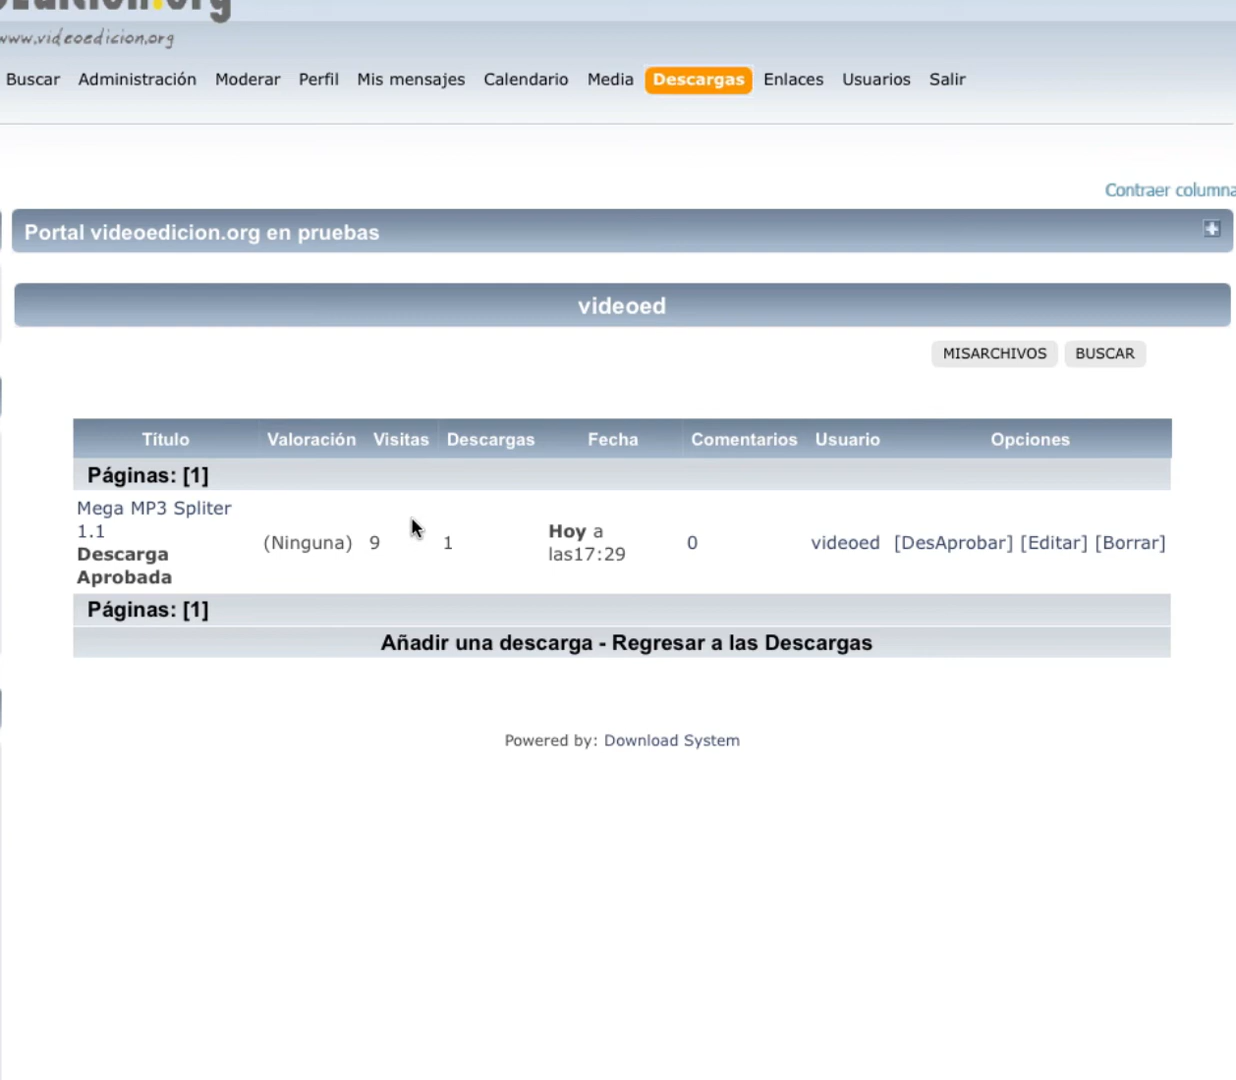 www.videoedicion.org
Buscar Administración Moderar Perfil Mis mensajes Calendario Media Descargas Enlaces Usuarios Salir
Contraer columna
Portal videoedicion.org en pruebas
videoed
MISARCHIVOS BUSCAR
Título Valoración Visitas Descargas Fecha Comentarios Usuario Opciones
Páginas: [1]
Mega MP3 Spliter
1.1
Descarga
Aprobada
(Ninguna) 9 1
Hoy a
las17:29
0 videoed [DesAprobar] [Editar] [Borrar]
Páginas: [1]
Añadir una descarga - Regresar a las Descargas
Powered by: Download System